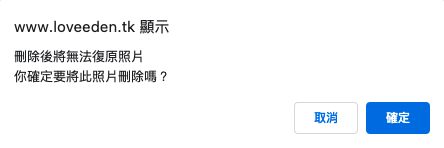 www.loveeden.tk 顯示
刪除後將無法復原照片
你確定要將此照片刪除嗎？
取消
確定